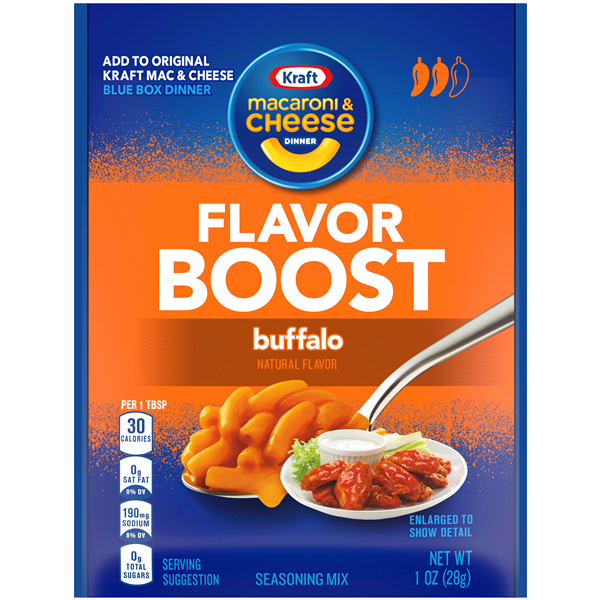 ADD TO ORIGINAL
KRAFT MAC & CHEESE
BLUE BOX DINNER
Kraft
macaroni &
CHEESE
DINNER
FLAVOR
BOOST
buffalo
NATURAL FLAVOR
PER 1 TBSP
30
CALORIES
0g
SAT FAT
0% DV
190mg
SODIUM
8% DV
0g
TOTAL
SUGARS
SERVING
SUGGESTION
SEASONING MIX
ENLARGED TO
SHOW DETAIL
NET WT
1 OZ (28g)